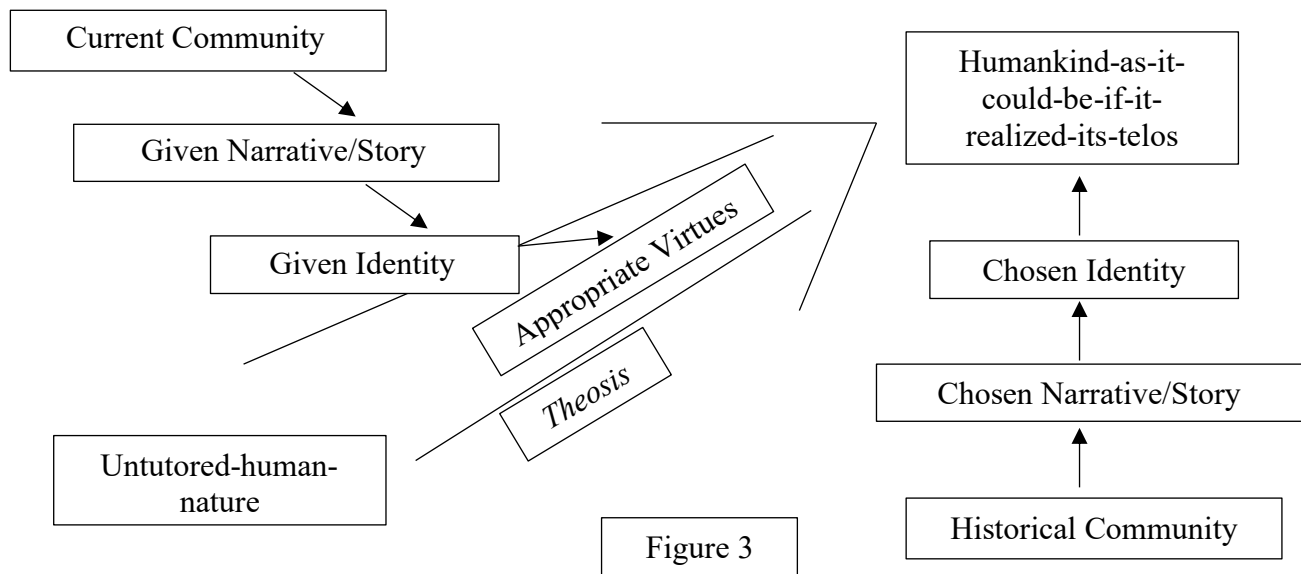 Current Community
Given Narrative/Story
Given Identity
Appropriate Virtues
Theosis
Untutored-human-
nature
Humankind-as-it-
could-be-if-it-
realized-its-telos
Chosen Identity
Chosen Narrative/Story
Historical Community
Figure 3